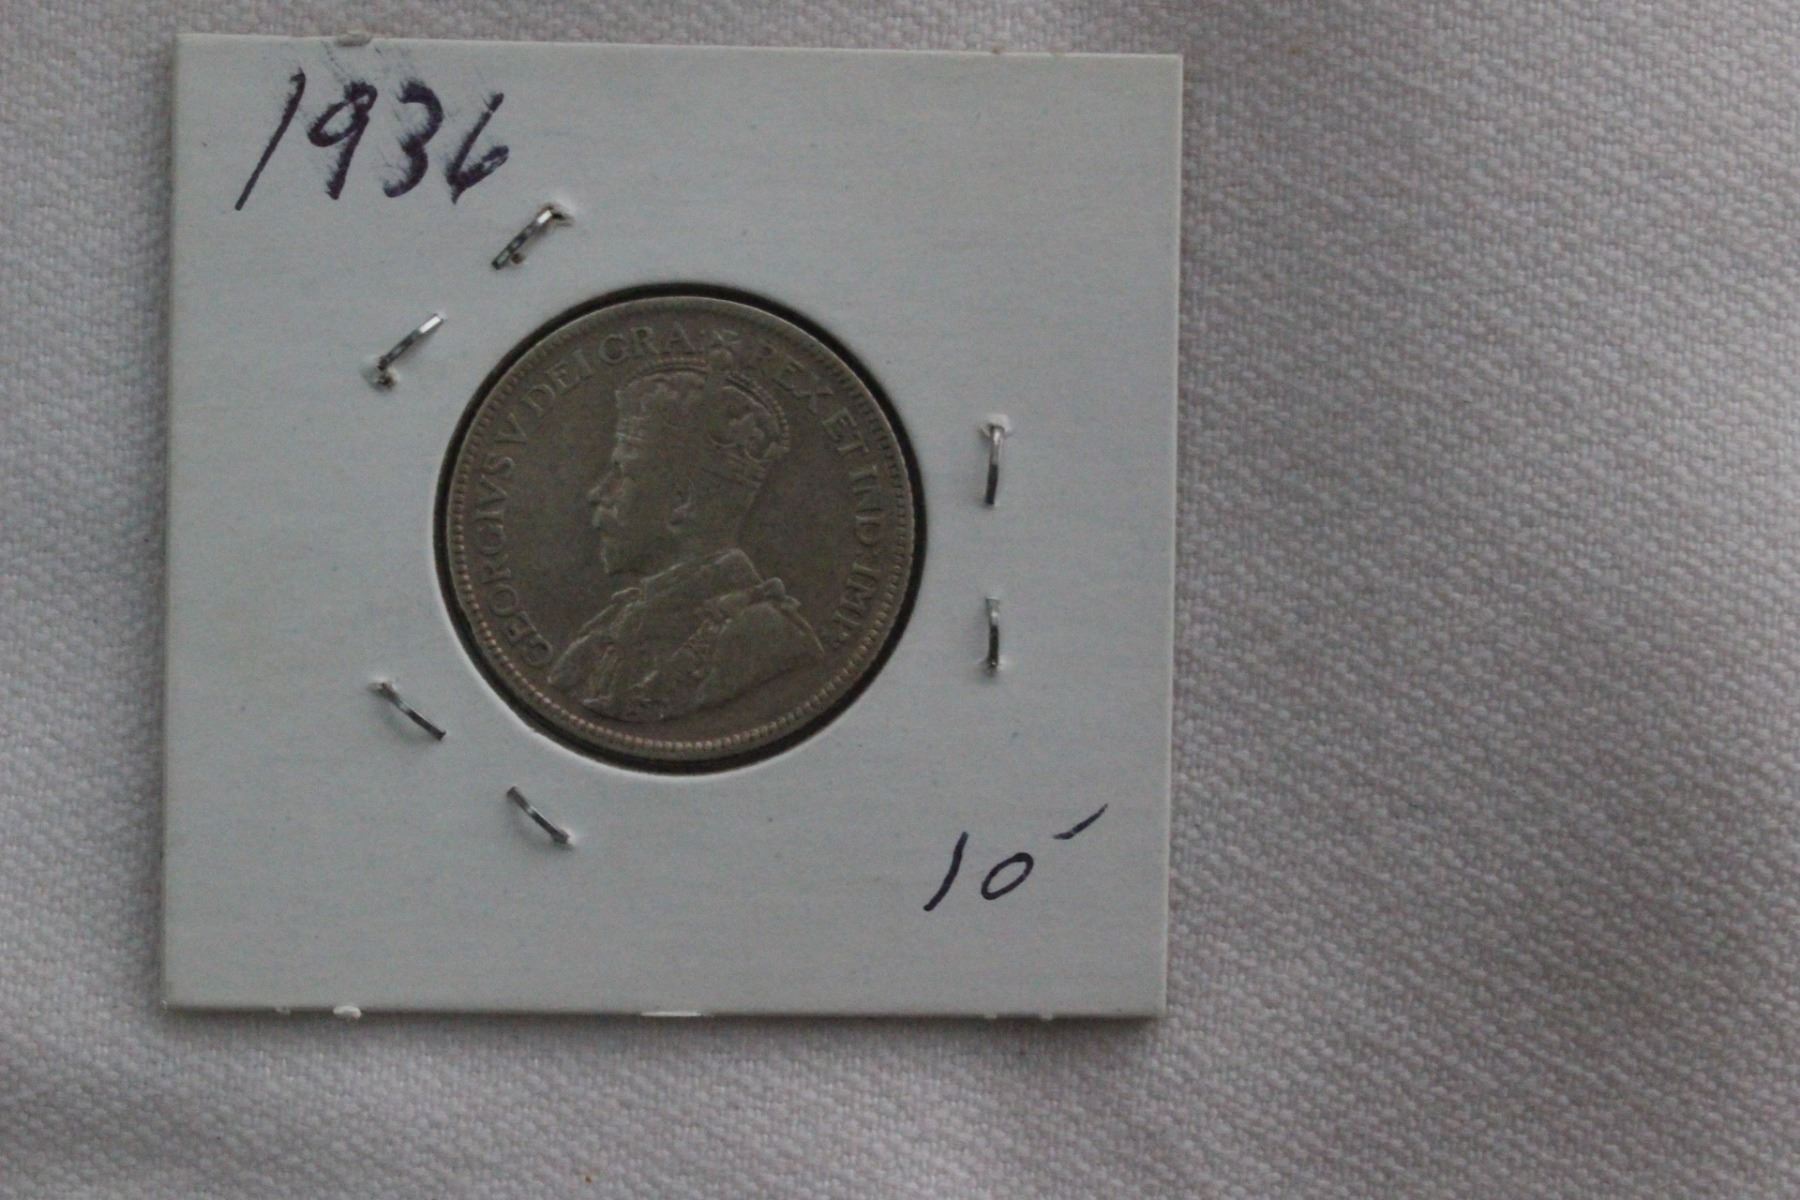 1936
GEORGIVS V DEI GRA: REX ET IND: IMP:
10-